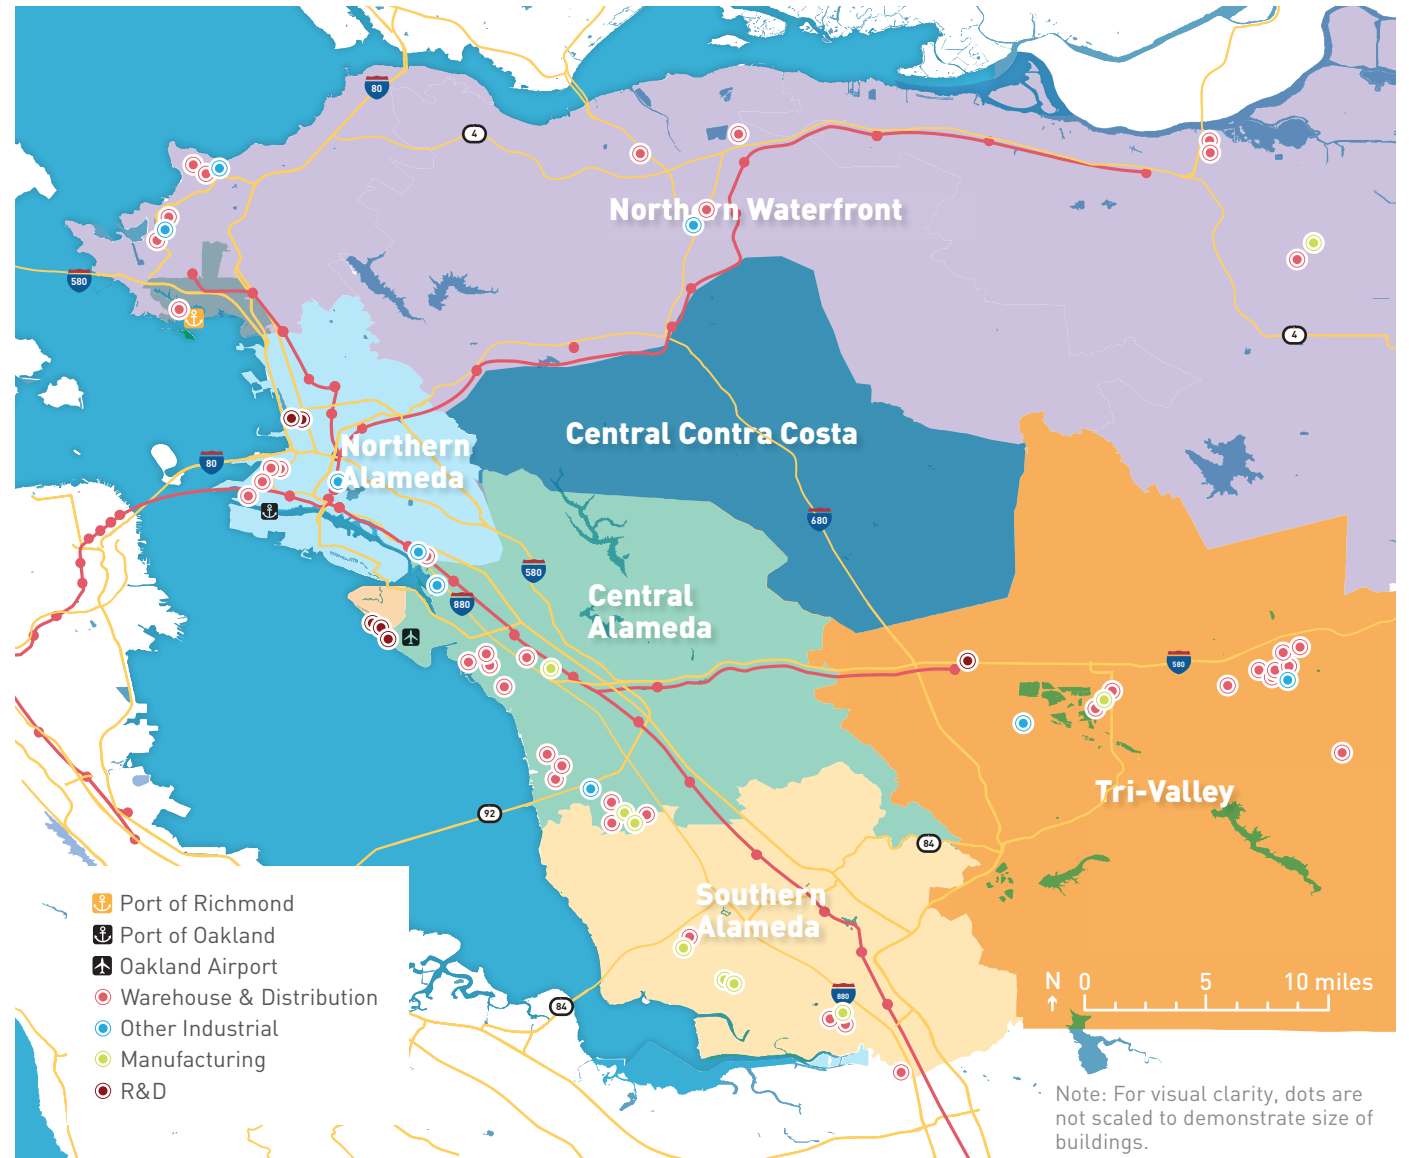 80
4
Northern Waterfront
580
4
Central Contra Costa
Northern
Alameda
80
680
580
880
Central
Alameda
580
Tri-Valley
92
84
Southern
Alameda
880
84
N 0 5 10 miles
Port of Richmond
Port of Oakland
Oakland Airport
Warehouse & Distribution
Other Industrial
Manufacturing
R&D
Note: For visual clarity, dots are
not scaled to demonstrate size of
buildings.